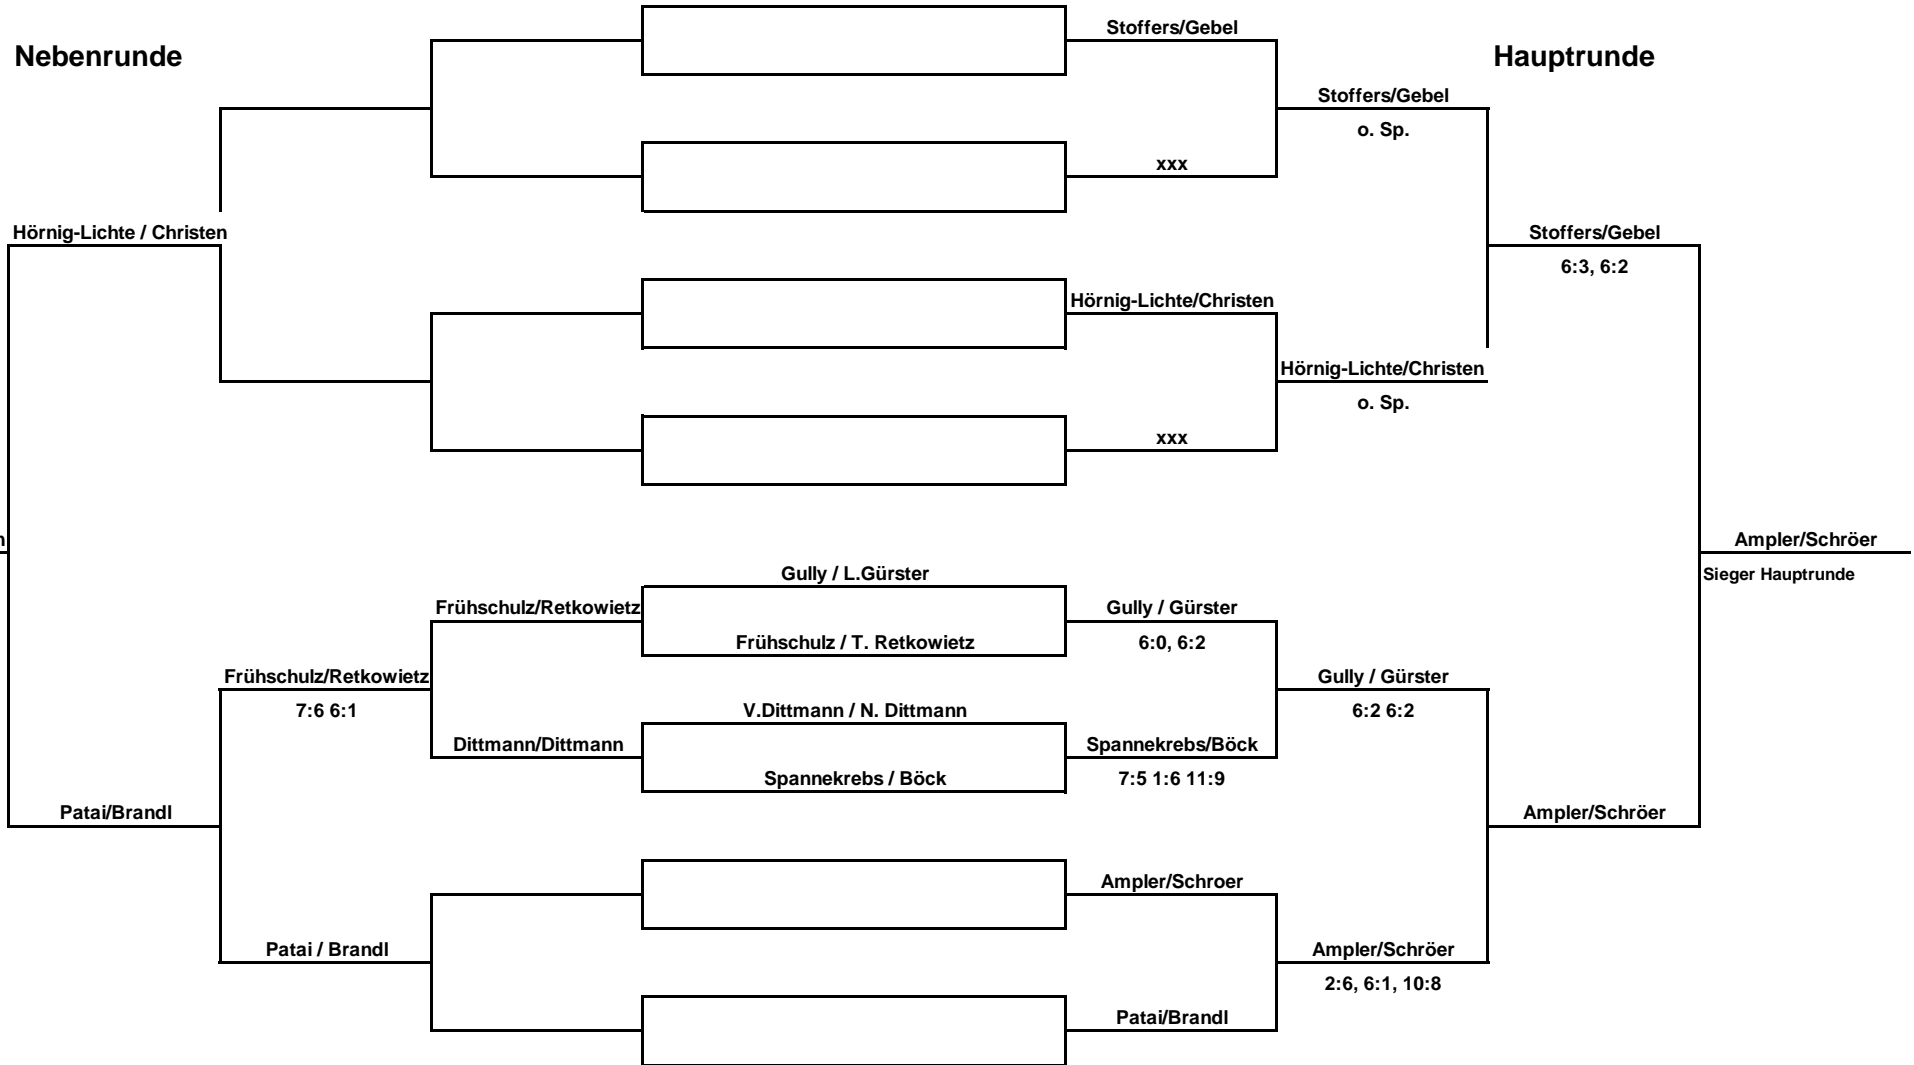 Stoffers/Gebel
Nebenrunde
Hauptrunde
Stoffers/Gebel
o. Sp.
xxx
Hörnig-Lichte / Christen
Stoffers/Gebel
6:3, 6:2
Hörnig-Lichte/Christen
Hörnig-Lichte/Christen
o. Sp.
xxx
Ampler/Schröer
Sieger Hauptrunde
Gully / L.Gürster
Frühschulz/Retkowietz
Gully / Gürster
Frühschulz / T. Retkowietz
6:0, 6:2
Frühschulz/Retkowietz
Gully / Gürster
7:6 6:1
V.Dittmann / N. Dittmann
6:2 6:2
Dittmann/Dittmann
Spannekrebs/Böck
Spannekrebs / Böck
7:5 1:6 11:9
Patai/Brandl
Ampler/Schröer
Ampler/Schroer
Patai / Brandl
Ampler/Schröer
2:6, 6:1, 10:8
Patai/Brandl